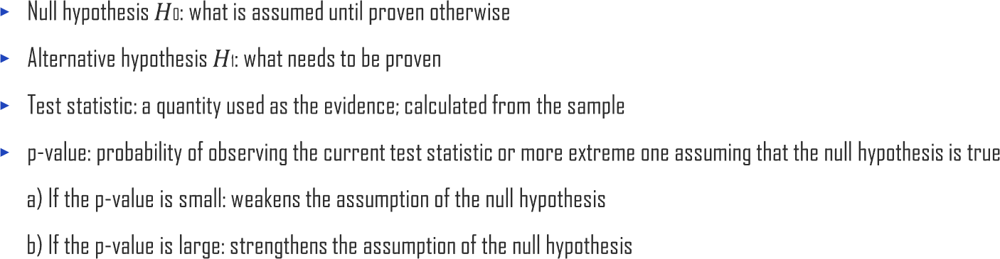 ▸ Null hypothesis H₀: what is assumed until proven otherwise
▸ Alternative hypothesis H₁: what needs to be proven
▸ Test statistic: a quantity used as the evidence; calculated from the sample
▸ p-value: probability of observing the current test statistic or more extreme one assuming that the null hypothesis is true
a) If the p-value is small: weakens the assumption of the null hypothesis
b) If the p-value is large: strengthens the assumption of the null hypothesis